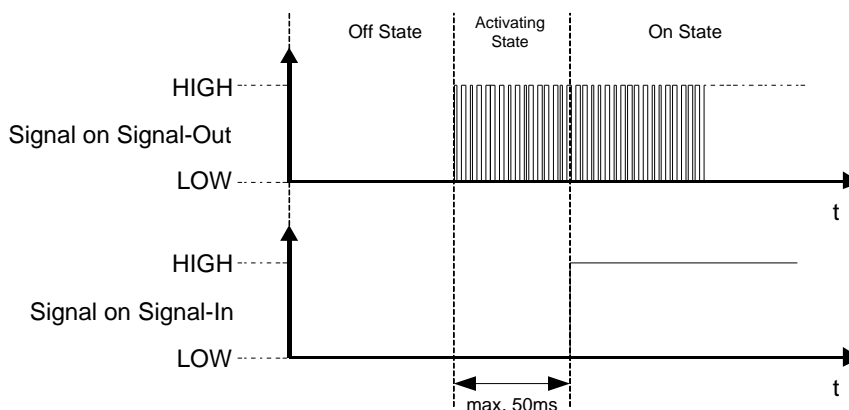 Off State
Activating
State
On State
HIGH
Signal on Signal-Out
LOW
t
HIGH
Signal on Signal-In
LOW
t
max. 50ms